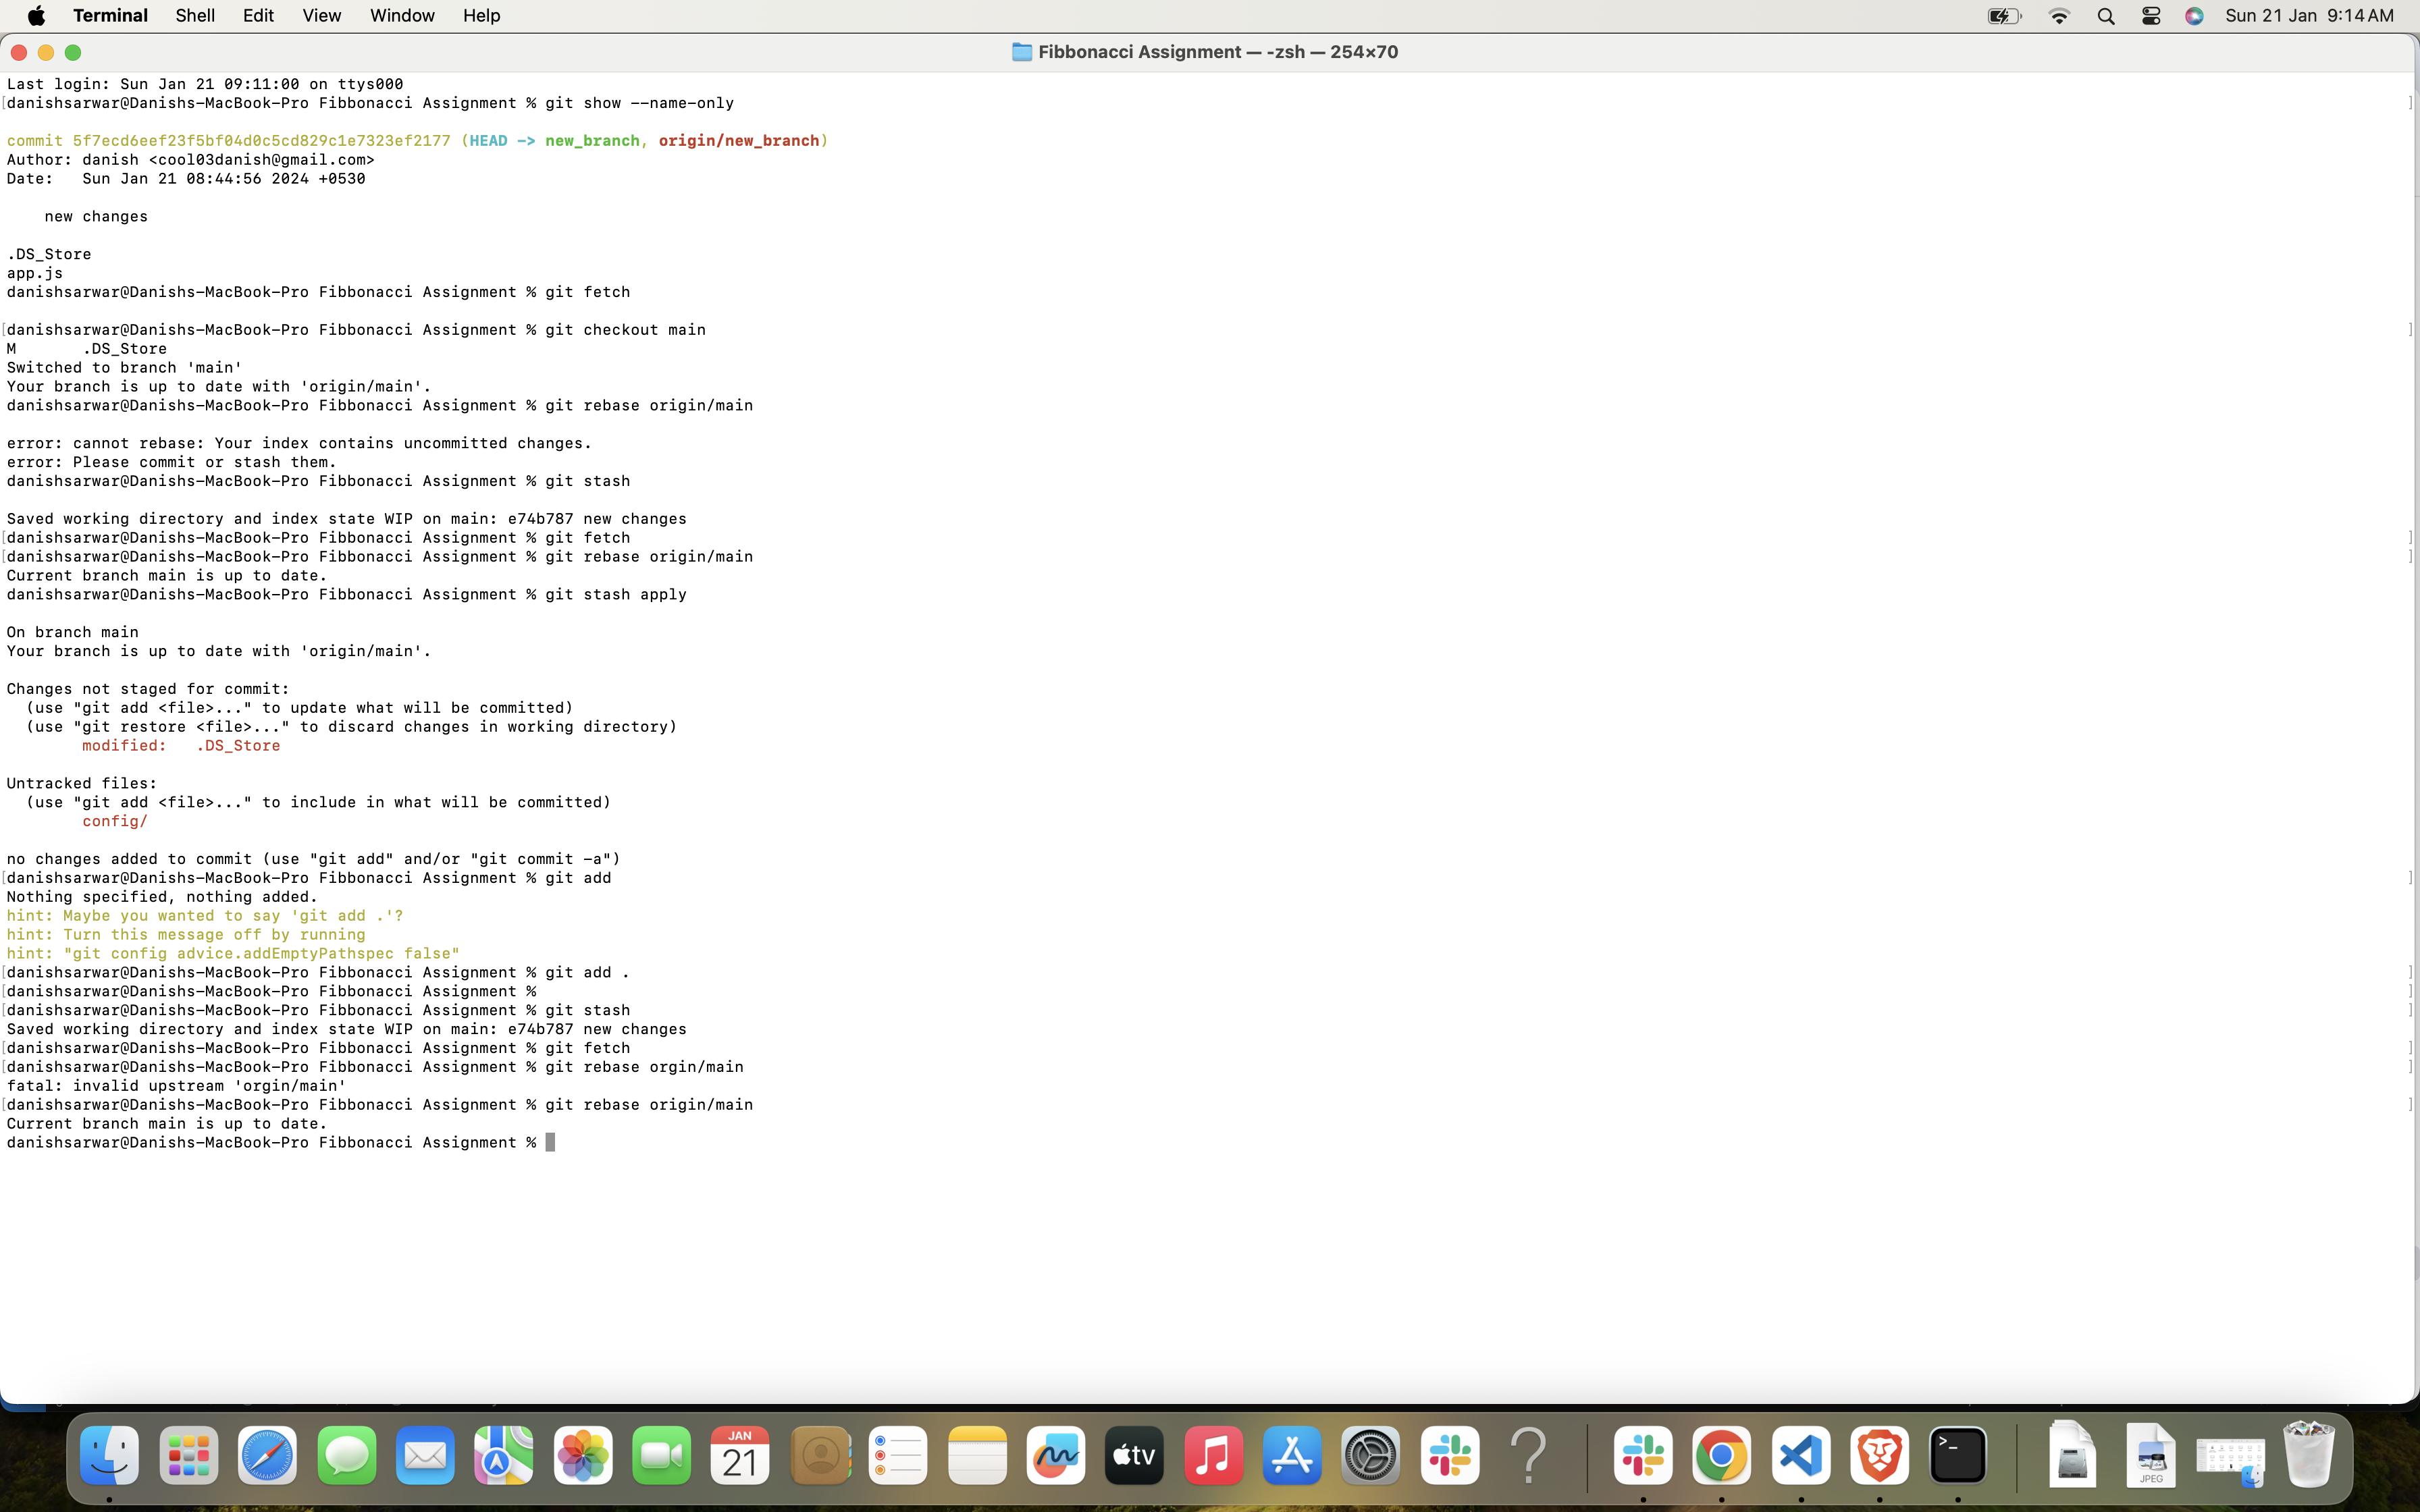 Terminal Shell Edit View Window Help Sun 21 Jan 9:14 AM
Fibbonacci Assignment — -zsh — 254×70
Last login: Sun Jan 21 09:11:00 on ttys000
[danishsarwar@Danishs-MacBook-Pro Fibbonacci Assignment % git show --name-only ]
commit 5f7ecd6eef23f5bf04d0c5cd829c1e7323ef2177 (HEAD -> new_branch, origin/new_branch)
Author: danish <cool03danish@gmail.com>
Date:   Sun Jan 21 08:44:56 2024 +0530
    new changes
.DS_Store
app.js
danishsarwar@Danishs-MacBook-Pro Fibbonacci Assignment % git fetch
[danishsarwar@Danishs-MacBook-Pro Fibbonacci Assignment % git checkout main ]
M       .DS_Store
Switched to branch 'main'
Your branch is up to date with 'origin/main'.
danishsarwar@Danishs-MacBook-Pro Fibbonacci Assignment % git rebase origin/main
error: cannot rebase: Your index contains uncommitted changes.
error: Please commit or stash them.
danishsarwar@Danishs-MacBook-Pro Fibbonacci Assignment % git stash
Saved working directory and index state WIP on main: e74b787 new changes
[danishsarwar@Danishs-MacBook-Pro Fibbonacci Assignment % git fetch ]
[danishsarwar@Danishs-MacBook-Pro Fibbonacci Assignment % git rebase origin/main ]
Current branch main is up to date.
danishsarwar@Danishs-MacBook-Pro Fibbonacci Assignment % git stash apply
On branch main
Your branch is up to date with 'origin/main'.
Changes not staged for commit:
  (use "git add <file>..." to update what will be committed)
  (use "git restore <file>..." to discard changes in working directory)
        modified:   .DS_Store
Untracked files:
  (use "git add <file>..." to include in what will be committed)
        config/
no changes added to commit (use "git add" and/or "git commit -a")
[danishsarwar@Danishs-MacBook-Pro Fibbonacci Assignment % git add ]
Nothing specified, nothing added.
hint: Maybe you wanted to say 'git add .'?
hint: Turn this message off by running
hint: "git config advice.addEmptyPathspec false"
[danishsarwar@Danishs-MacBook-Pro Fibbonacci Assignment % git add . ]
[danishsarwar@Danishs-MacBook-Pro Fibbonacci Assignment % ]
[danishsarwar@Danishs-MacBook-Pro Fibbonacci Assignment % git stash ]
Saved working directory and index state WIP on main: e74b787 new changes
[danishsarwar@Danishs-MacBook-Pro Fibbonacci Assignment % git fetch ]
[danishsarwar@Danishs-MacBook-Pro Fibbonacci Assignment % git rebase orgin/main ]
fatal: invalid upstream 'orgin/main'
[danishsarwar@Danishs-MacBook-Pro Fibbonacci Assignment % git rebase origin/main ]
Current branch main is up to date.
danishsarwar@Danishs-MacBook-Pro Fibbonacci Assignment %
JAN
21
tv
?
>_
JPEG